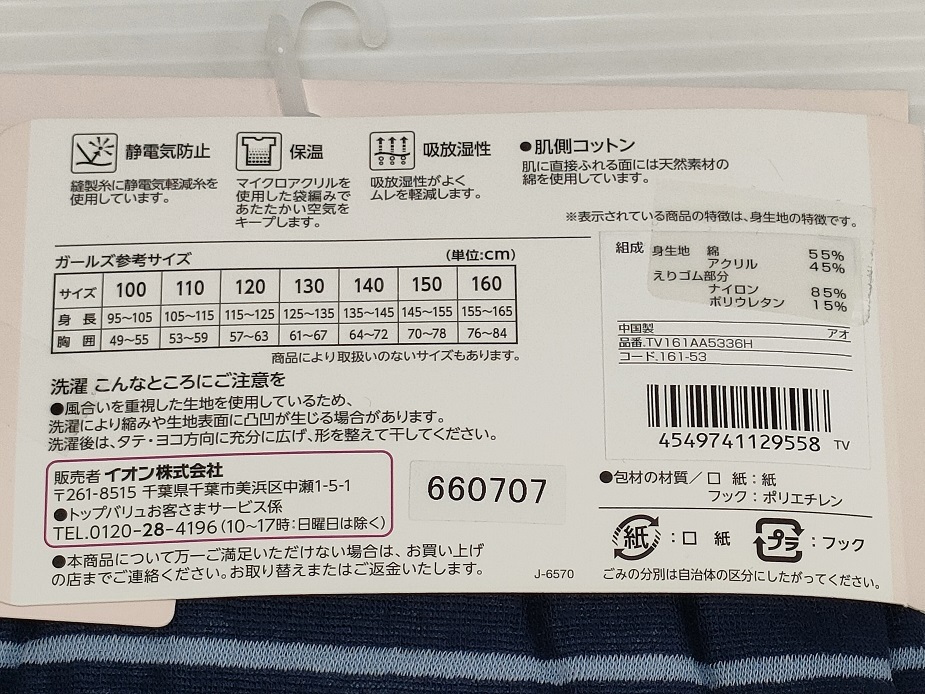 静電気防止
縫製糸に静電気軽減糸を
使用しています。
保温
マイクロアクリルを
使用した袋編みで
あたたかい空気を
キープします。
吸放湿性
吸放湿性がよく
ムレを軽減します。
●肌側コットン
肌に直接ふれる面には天然素材の
綿を使用しています。
※表示されている商品の特徴は、身生地の特徴です。
ガールズ参考サイズ (単位:cm)
サイズ 100 110 120 130 140 150 160
身長 95~105 105~115 115~125 125~135 135~145 145~155 155~165
胸囲 49~55 53~59 57~63 61~67 64~72 70~78 76~84
商品により取扱いのないサイズもあります。
組成 身生地 綿 55%
アクリル 45%
えりゴム部分
ナイロン 85%
ポリウレタン 15%
中国製 アオ
品番.TV161AA5336H
コード.161-53
4549741129558 TV
洗濯 こんなところにご注意を
●風合いを重視した生地を使用しているため、
洗濯により縮みや生地表面に凸凹が生じる場合があります。
洗濯後は、タテ・ヨコ方向に充分に広げ、形を整えて干してください。
販売者 イオン株式会社
〒261-8515 千葉県千葉市美浜区中瀬1-5-1
●トップバリュお客さまサービス係
TEL.0120-28-4196(10~17時:日曜日は除く)
660707
●本商品について万一ご満足いただけない場合は、お買い上げ
の店までご連絡ください。お取り替えまたはご返金いたします。
J-6570
●包材の材質/口 紙:紙
フック:ポリエチレン
紙:口 紙 プラ:フック
ごみの分別は自治体の区分にしたがってください。